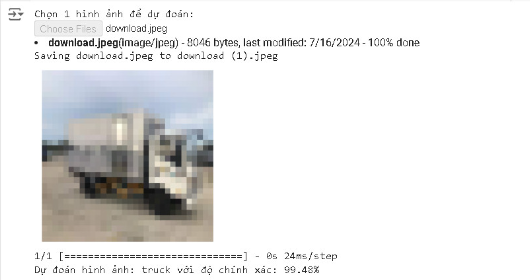 Chọn 1 hình ảnh để dự đoán:
Choose Files download.jpeg
• download.jpeg(image/jpeg) - 8046 bytes, last modified: 7/16/2024 - 100% done
Saving download.jpeg to download (1).jpeg
1/1 [==============================] - 0s 24ms/step
Dự đoán hình ảnh: truck với độ chính xác: 99.48%